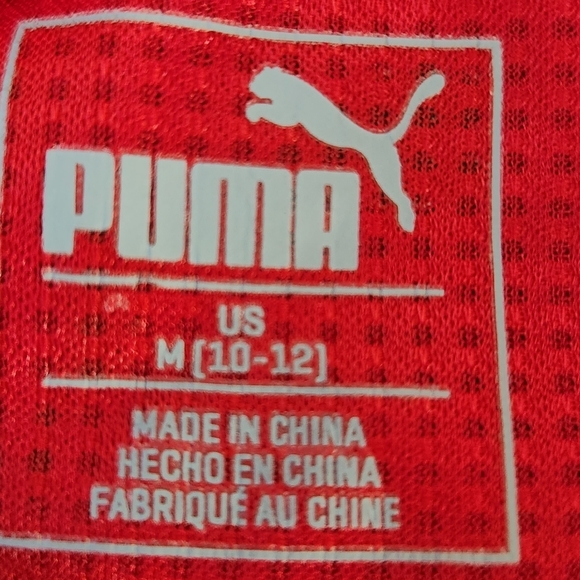 PUMA
US
M (10-12)
MADE IN CHINA
HECHO EN CHINA
FABRIQUÉ AU CHINE